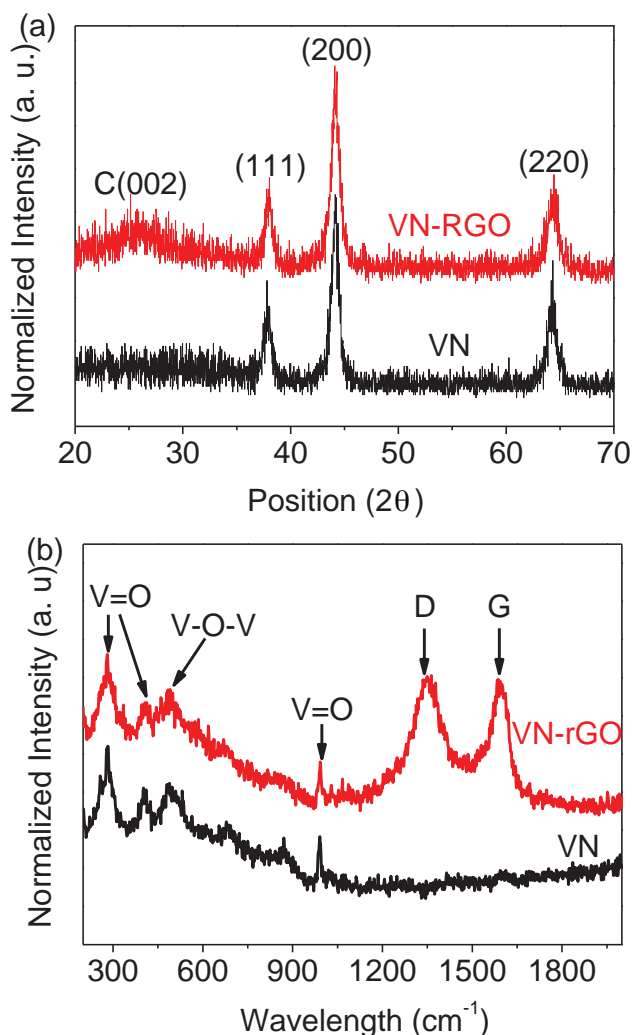 (a)
Normalized Intensity (a. u.)
(200)
(111)
(220)
C(002)
VN-RGO
VN
20 30 40 50 60 70
Position (2θ)
(b)
Normalized Intensity (a. u)
V=O
D G
V-O-V
V=O
VN-rGO
VN
300 600 900 1200 1500 1800
Wavelength (cm⁻¹)